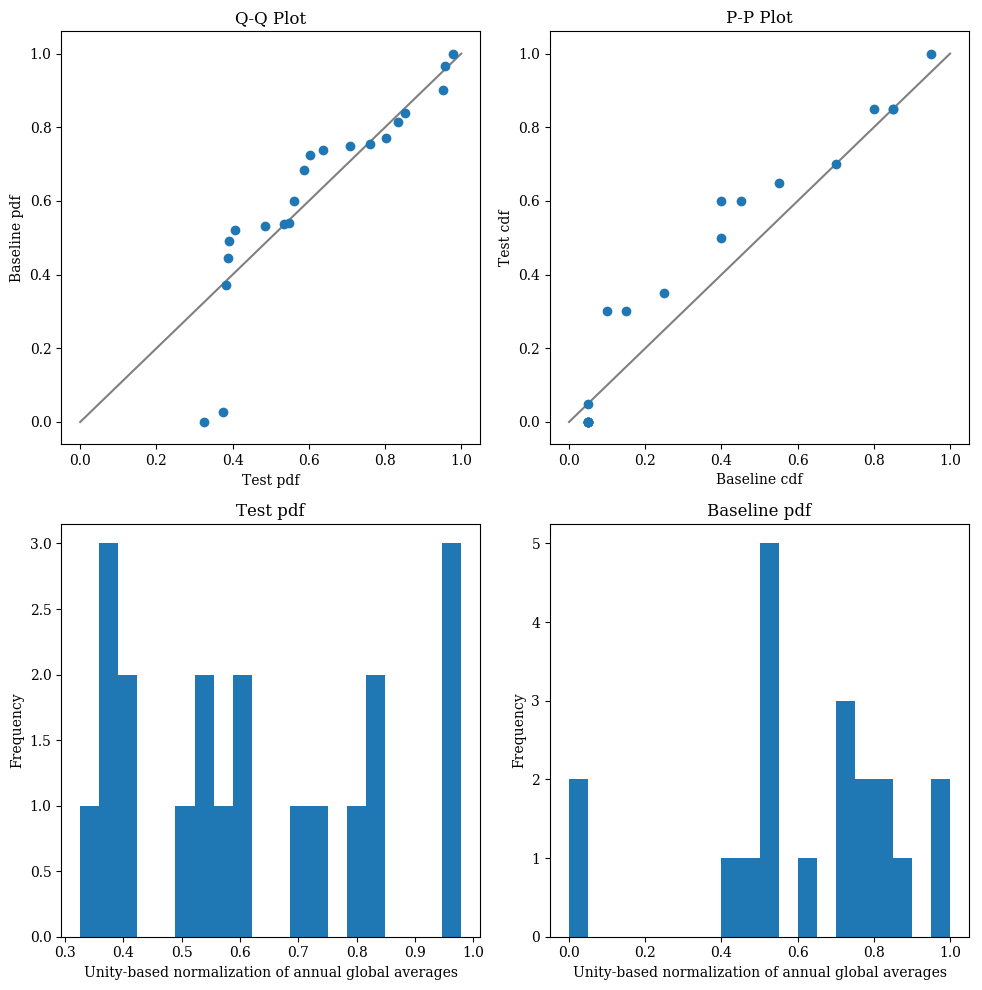 Q-Q Plot
1.0
0.8
0.6
0.4
0.2
0.0
Baseline pdf
0.0 0.2 0.4 0.6 0.8 1.0
Test pdf
P-P Plot
1.0
0.8
0.6
0.4
0.2
0.0
Test cdf
0.0 0.2 0.4 0.6 0.8 1.0
Baseline cdf
Test pdf
3.0
2.5
2.0
1.5
1.0
0.5
0.0
Frequency
0.3 0.4 0.5 0.6 0.7 0.8 0.9 1.0
Unity-based normalization of annual global averages
Baseline pdf
5
4
3
2
1
0
Frequency
0.0 0.2 0.4 0.6 0.8 1.0
Unity-based normalization of annual global averages